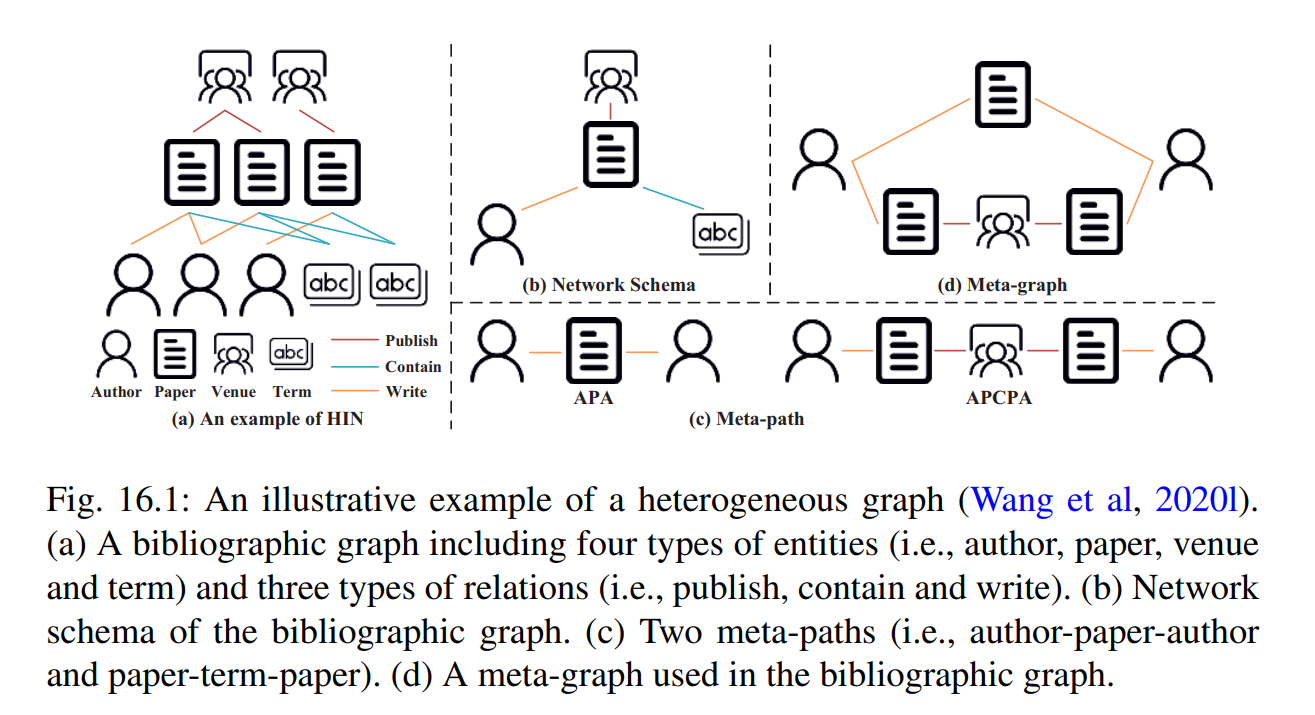 abc
abc
abc
abc
Author
Paper
Venue
Term
Publish
Contain
Write
(a) An example of HIN
(b) Network Schema
(d) Meta-graph
APA
APCPA
(c) Meta-path
Fig. 16.1: An illustrative example of a heterogeneous graph (Wang et al, 2020l).
(a) A bibliographic graph including four types of entities (i.e., author, paper, venue
and term) and three types of relations (i.e., publish, contain and write). (b) Network
schema of the bibliographic graph. (c) Two meta-paths (i.e., author-paper-author
and paper-term-paper). (d) A meta-graph used in the bibliographic graph.